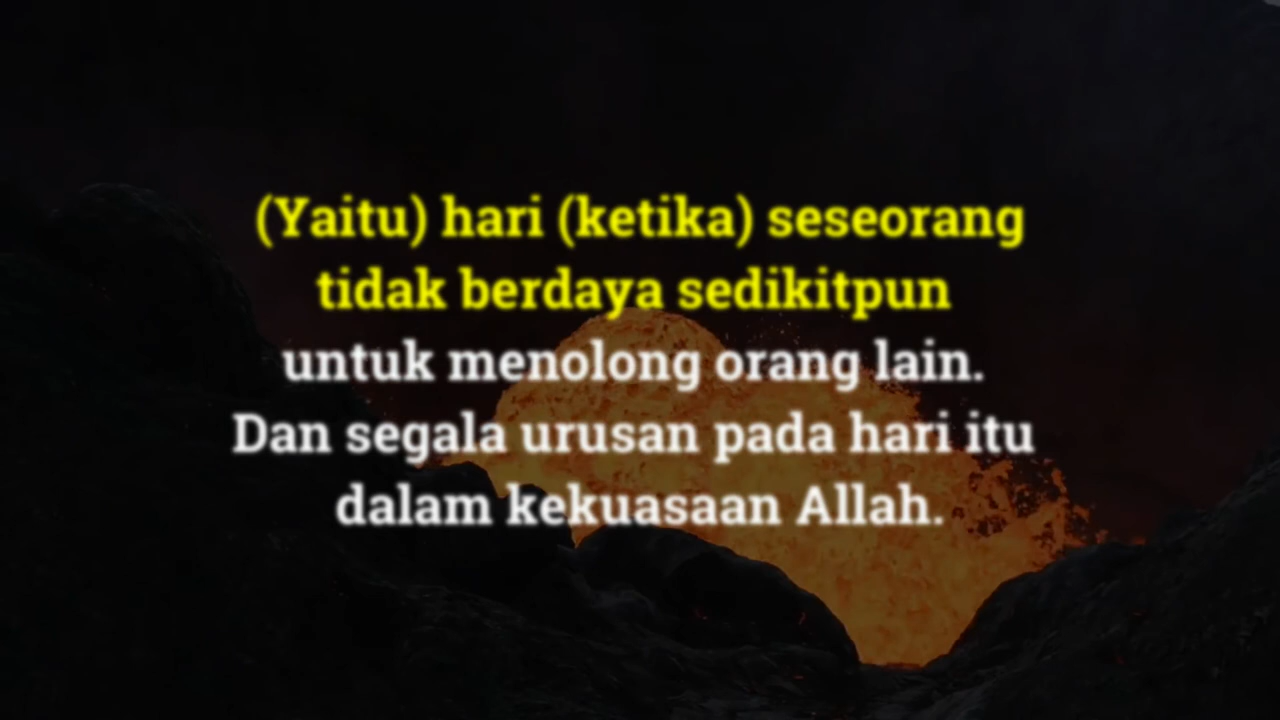 (Yaitu) hari (ketika) seseorang
tidak berdaya sedikitpun
untuk menolong orang lain.
Dan segala urusan pada hari itu
dalam kekuasaan Allah.